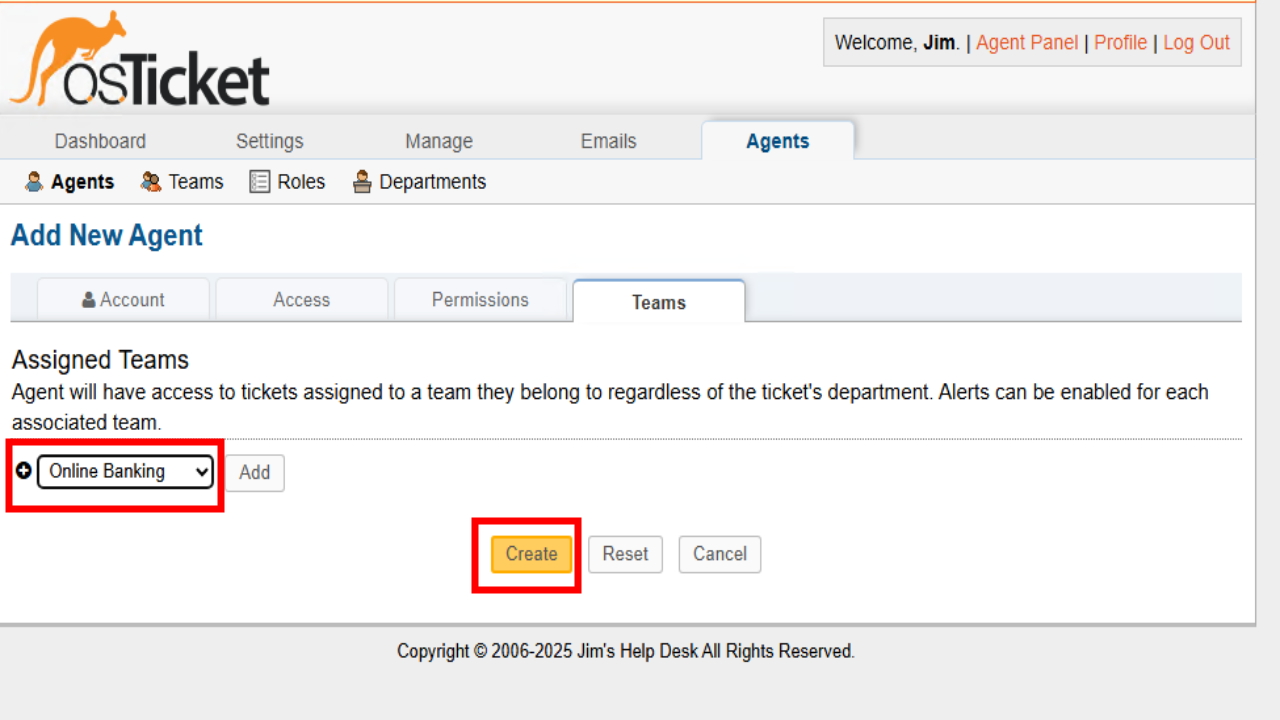 osTicket
Welcome, Jim. | Agent Panel | Profile | Log Out
Dashboard Settings Manage Emails Agents
Agents Teams Roles Departments
Add New Agent
Account Access Permissions Teams
Assigned Teams
Agent will have access to tickets assigned to a team they belong to regardless of the ticket's department. Alerts can be enabled for each
associated team.
Online Banking Add
Create Reset Cancel
Copyright © 2006-2025 Jim's Help Desk All Rights Reserved.